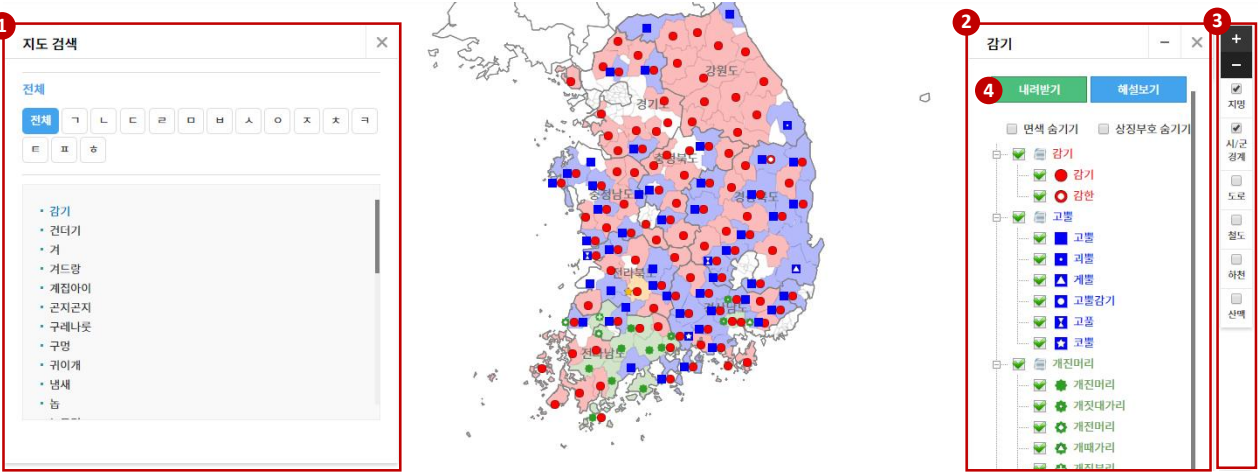 1
지도 검색 ×
전체
전체 ㄱ ㄴ ㄷ ㄹ ㅁ ㅂ ㅅ ㅇ ㅈ ㅊ ㅋ
ㅌ ㅍ ㅎ
감기
건더기
겨
겨드랑
계집아이
곤지곤지
구레나룻
구멍
귀이개
냄새
놉
강원도
경기도
충청북도
충청남도
경상북도
전라북도
경상남도
전라남도
2
감기 − ×
4
내려받기 해설보기
면색 숨기기 상징부호 숨기기
감기
감기
감한
고뿔
고뿔
괴뿔
게뿔
고뿔감기
고풀
코뿔
개진머리
개진머리
개짓대가리
개전머리
개때가리
개짐부리
3
+
−
지명
시/군
경계
도로
철도
하천
산맥